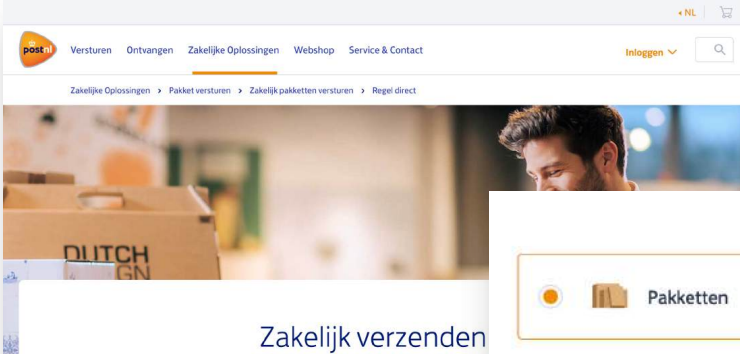 NL
postnl
Versturen Ontvangen Zakelijke Oplossingen Webshop Service & Contact Inloggen
Zakelijke Oplossingen > Pakket versturen > Zakelijk pakketten versturen > Regel direct
DUTCH
GN
Pakketten
Zakelijk verzenden